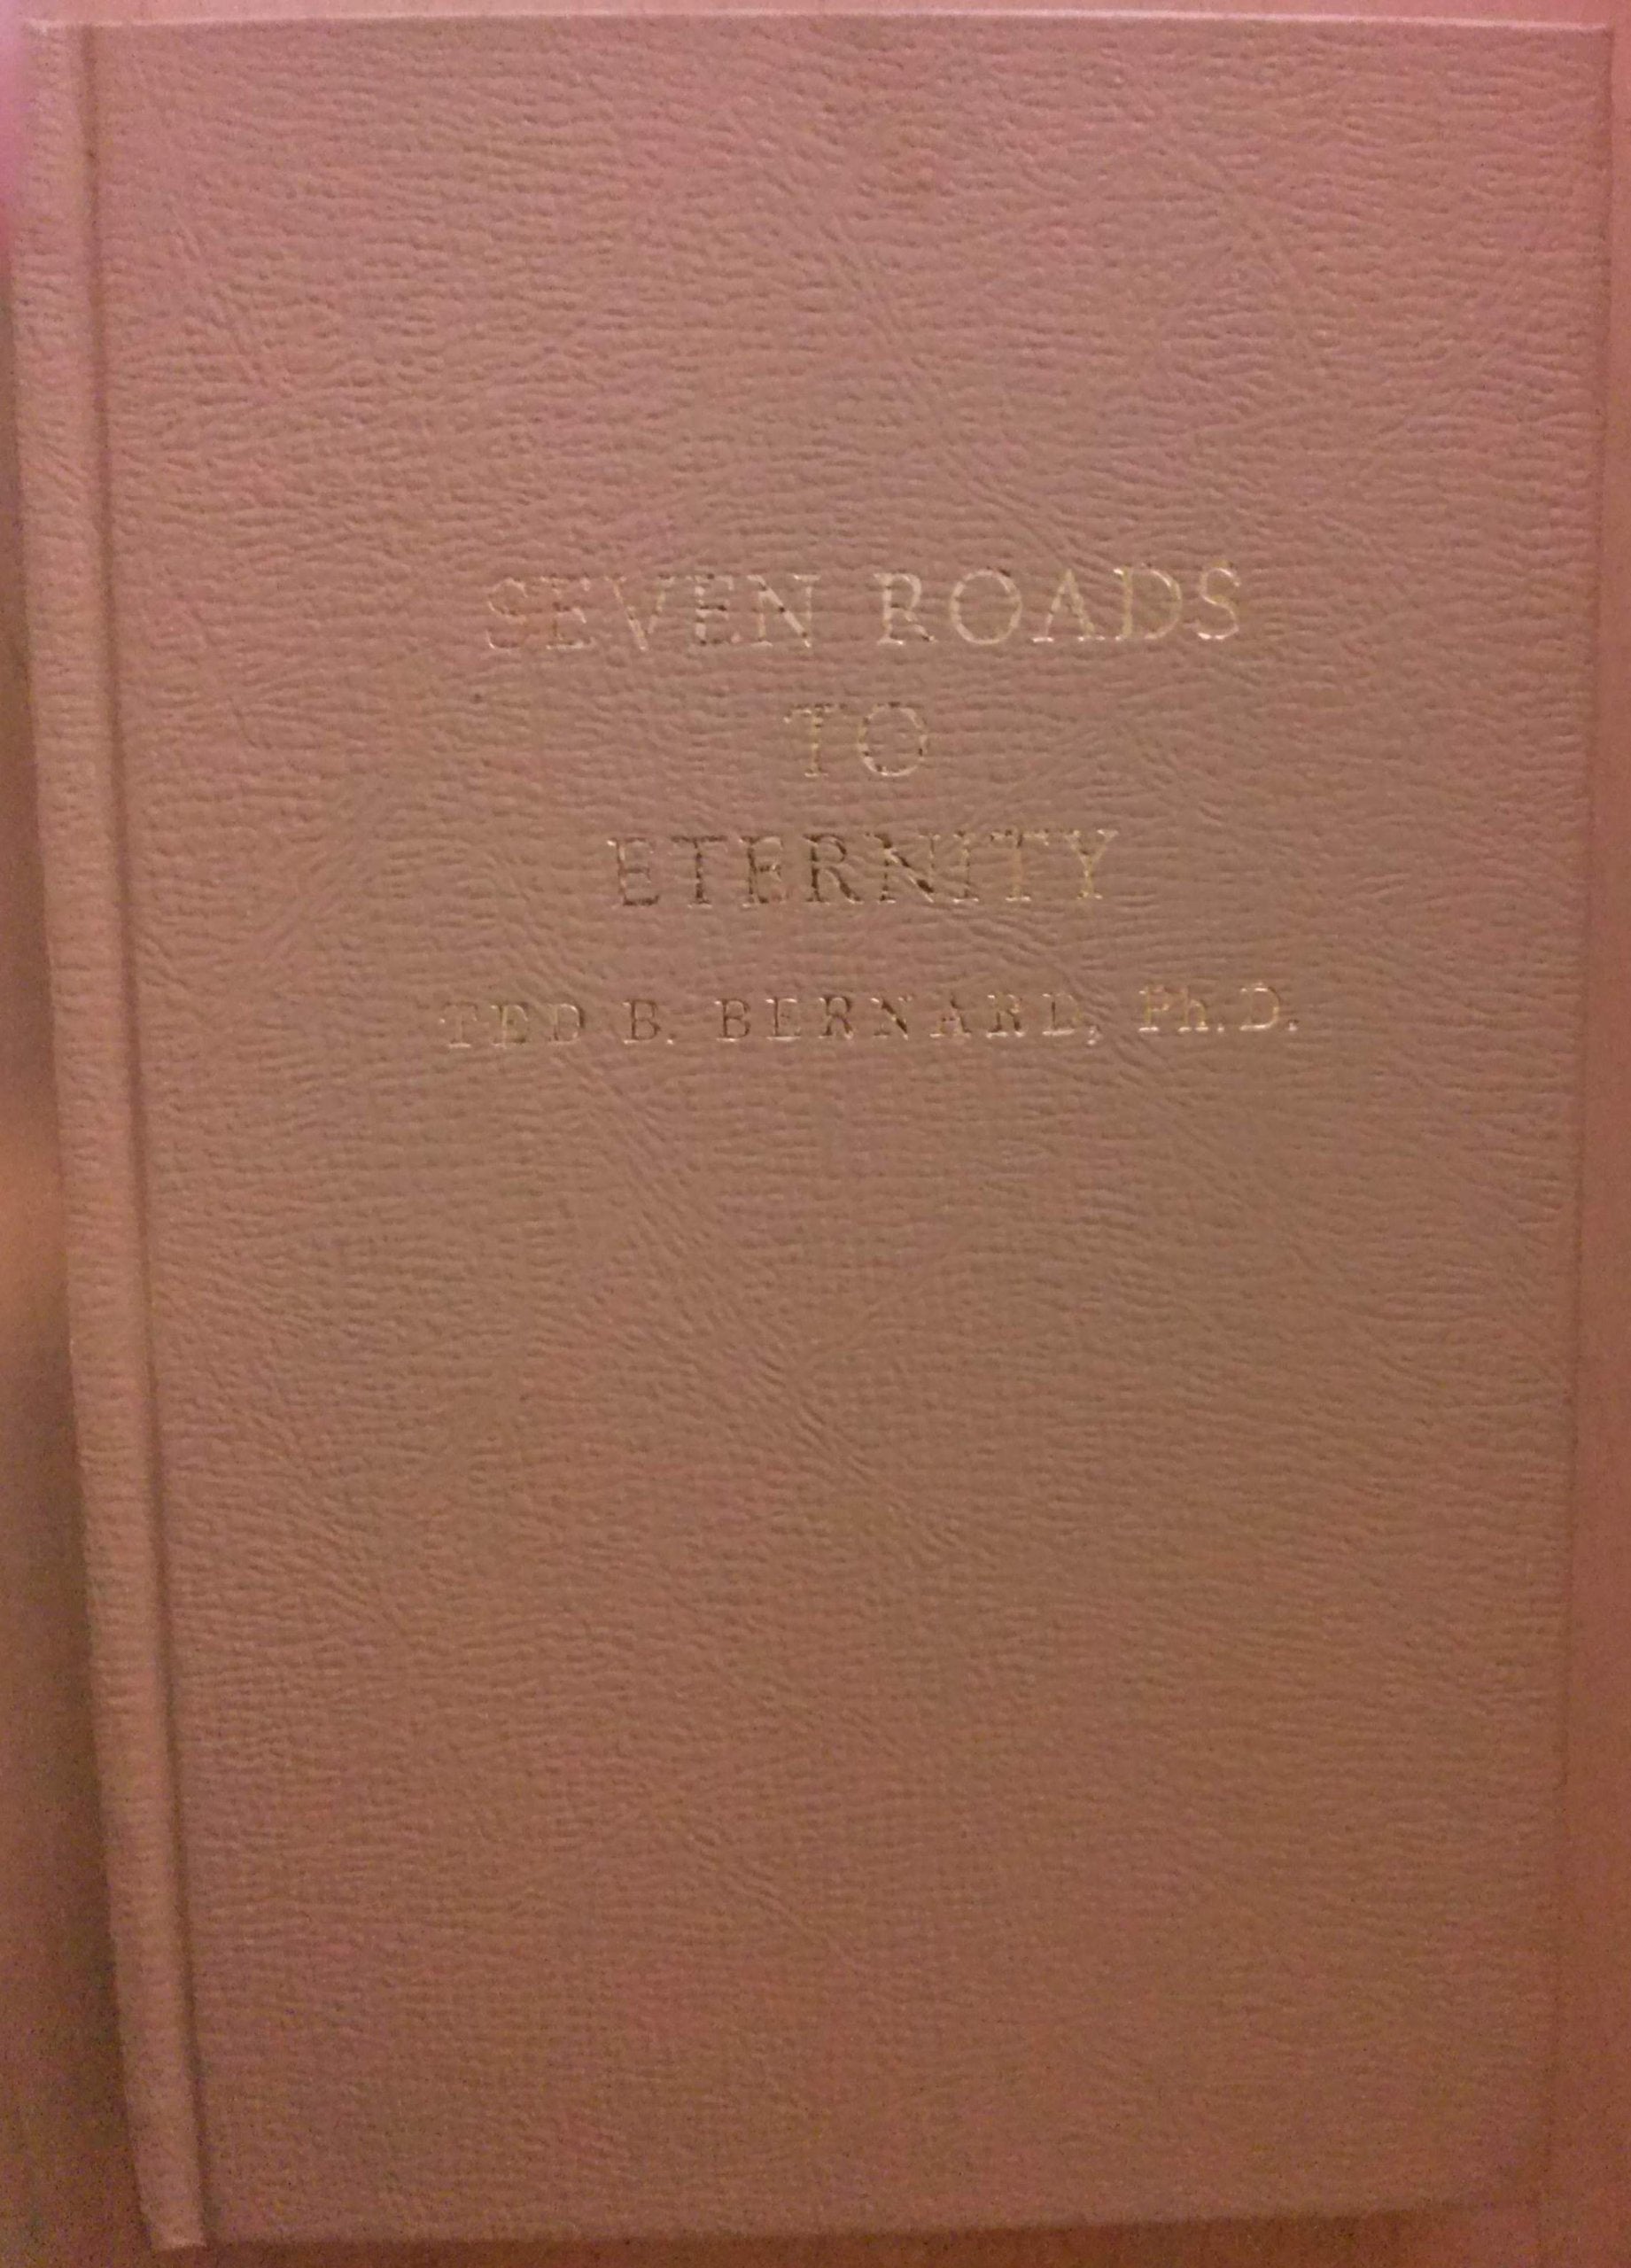 SEVEN ROADS
TO
ETERNITY
TED B. BERNARD, Ph.D.